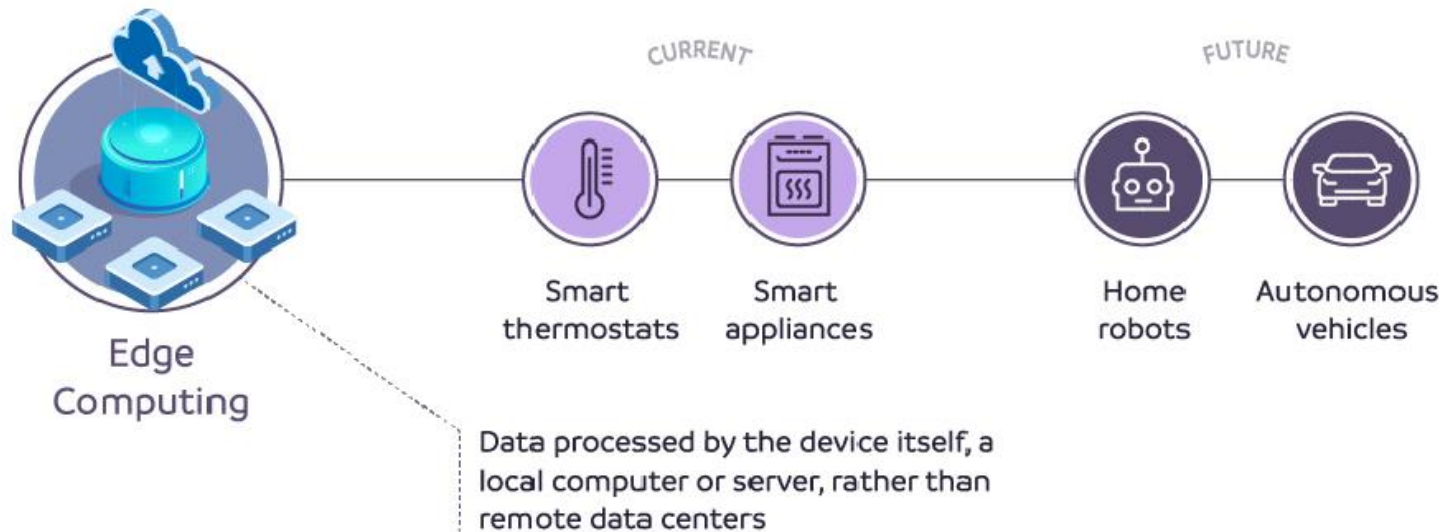 CURRENT
FUTURE
Smart
thermostats
Smart
appliances
Home
robots
Autonomous
vehicles
Edge
Computing
Data processed by the device itself, a
local computer or server, rather than
remote data centers